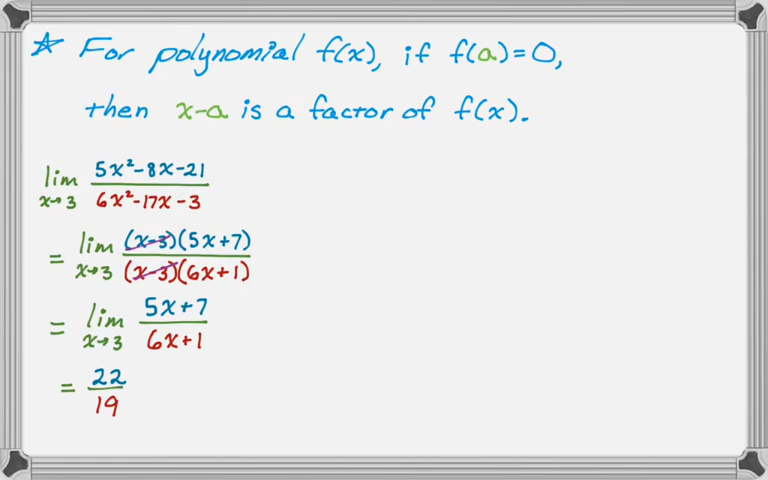 ☆ For polynomial f(x), if f(a)=0,
then x-a is a factor of f(x).
lim x→3 (5x²-8x-21)/(6x²-17x-3)
= lim x→3 (x-3)(5x+7)/(x-3)(6x+1)
= lim x→3 (5x+7)/(6x+1)
= 22/19